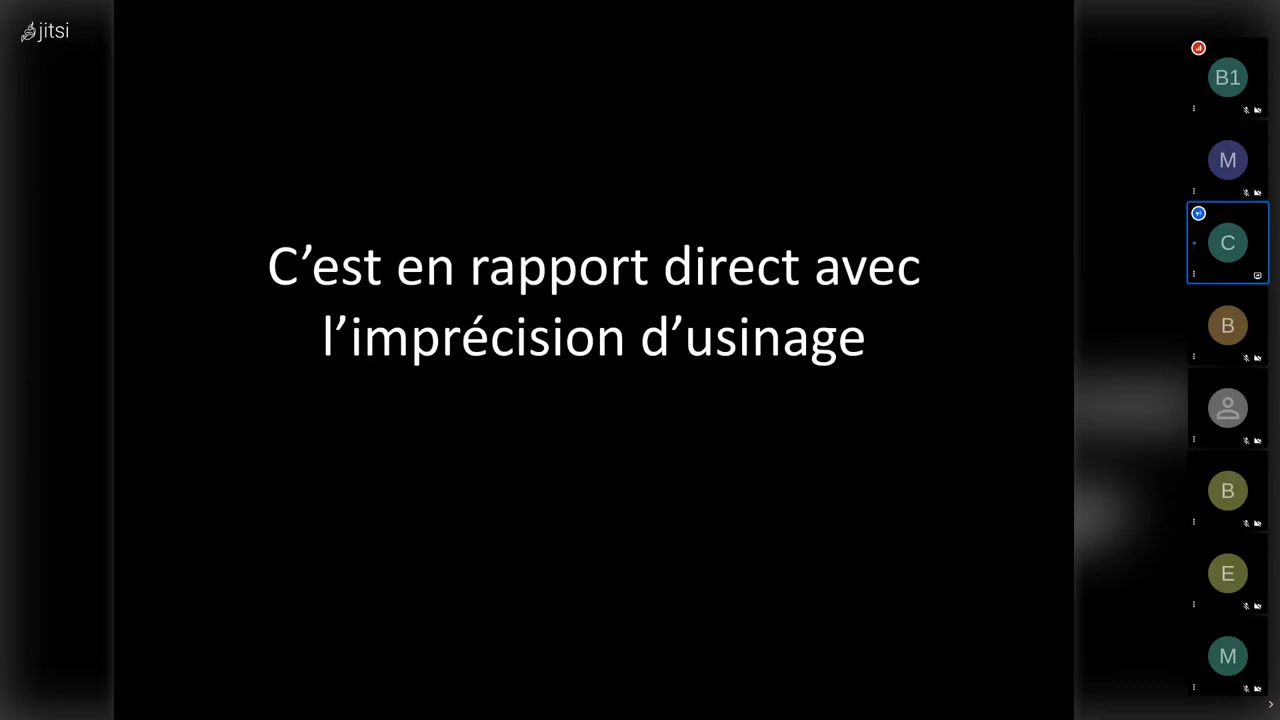 jitsi
C’est en rapport direct avec
l’imprécision d’usinage
B1
M
C
B
B
E
M